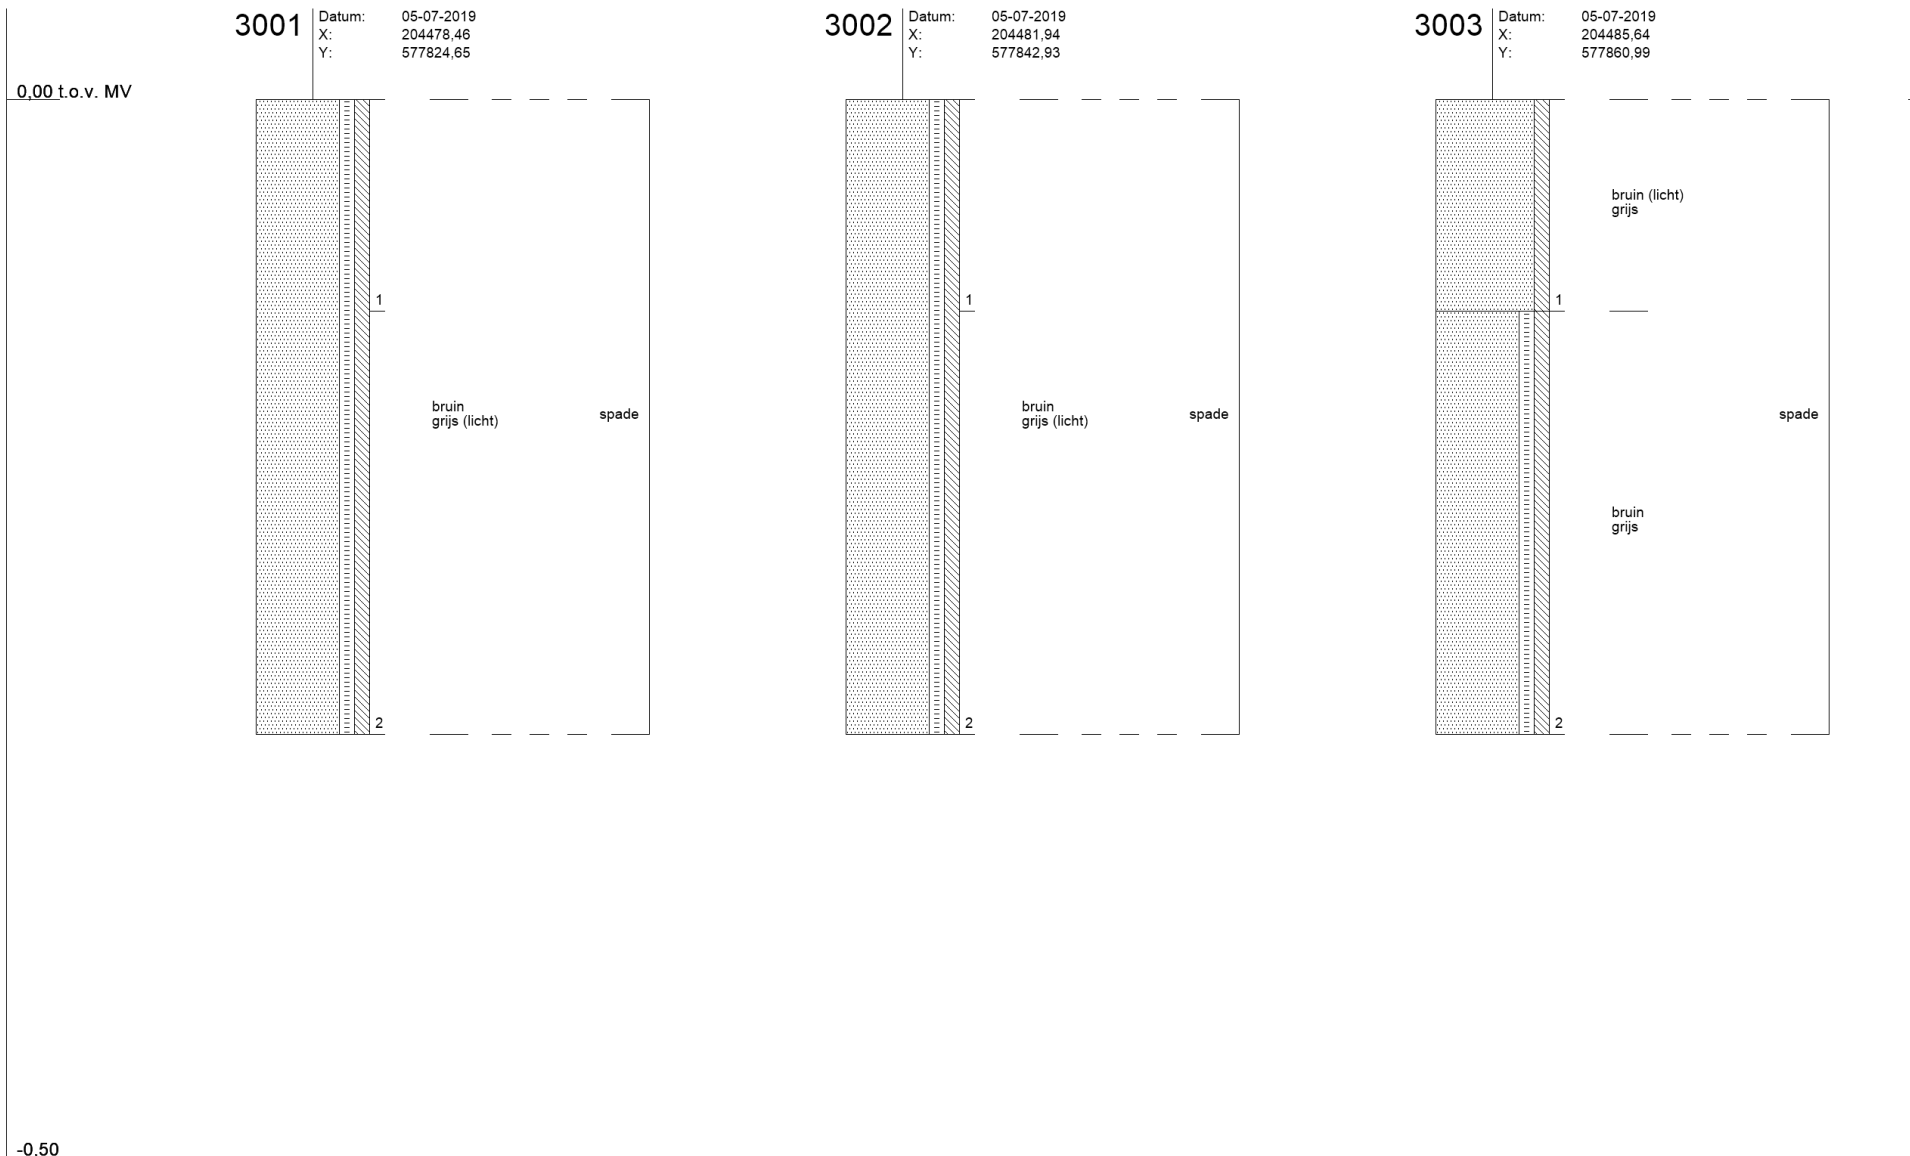 3001
Datum: 05-07-2019
X: 204478,46
Y: 577824,65
3002
Datum: 05-07-2019
X: 204481,94
Y: 577842,93
3003
Datum: 05-07-2019
X: 204485,64
Y: 577860,99
0,00 t.o.v. MV
1
bruin
grijs (licht)
spade
2
1
bruin
grijs (licht)
spade
2
bruin (licht)
grijs
1
spade
bruin
grijs
2
-0.50